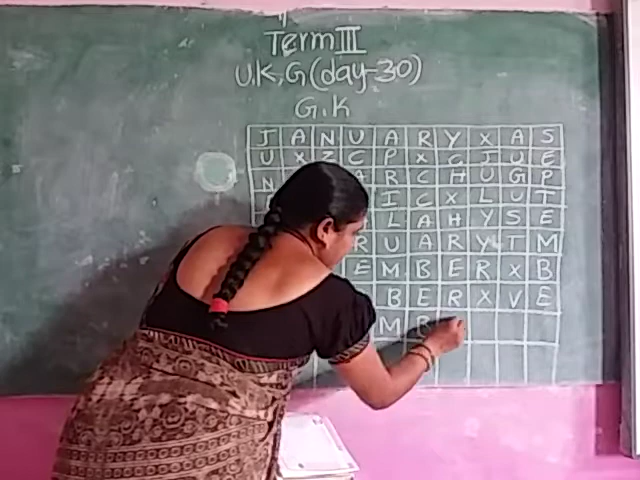 Term III
U.K.G (day-30)
G.K
J A N U A R Y X A S
U X Z C P X C J U E
N A R C H U G P
I C X L U T
L A H Y S E
R U A R Y T M
E M B E R X B
B E R X V E
M B